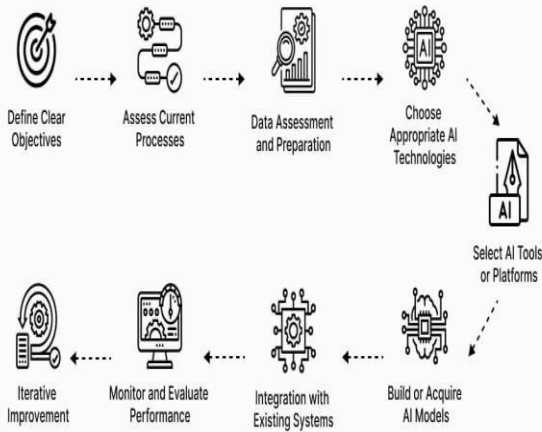 Define Clear
Objectives
Assess Current
Processes
Data Assessment
and Preparation
AI
Choose
Appropriate AI
Technologies
AI
Select AI Tools
or Platforms
Build or Acquire
AI Models
Integration with
Existing Systems
Monitor and Evaluate
Performance
Iterative
Improvement